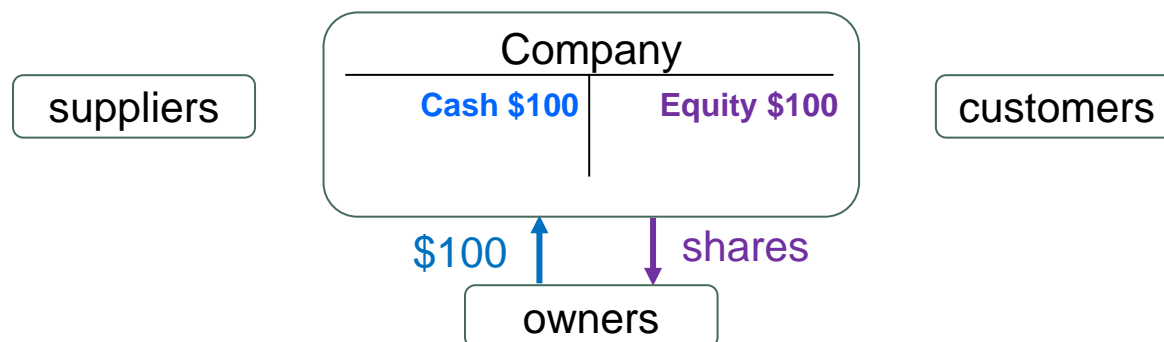 Company
suppliers
Cash $100
Equity $100
customers
$100
shares
owners